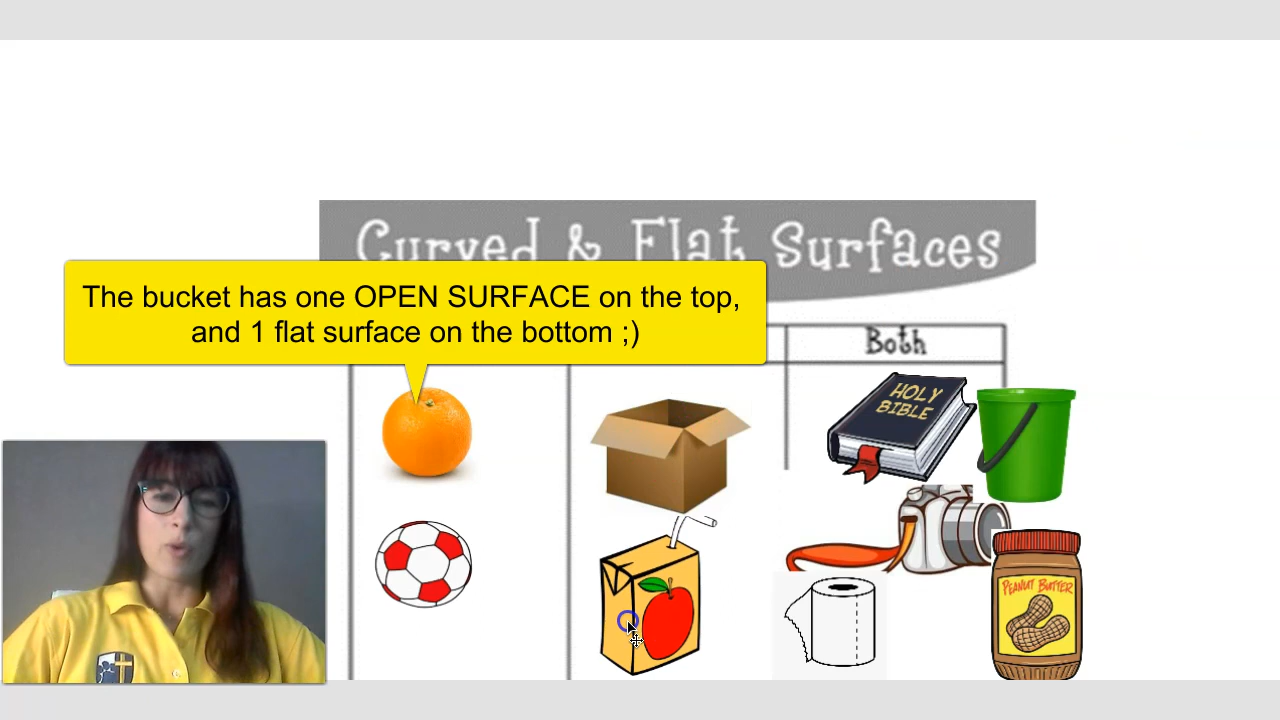 Curved & Flat Surfaces
The bucket has one OPEN SURFACE on the top,
and 1 flat surface on the bottom ;)
Both
HOLY
BIBLE
PEANUT BUTTER